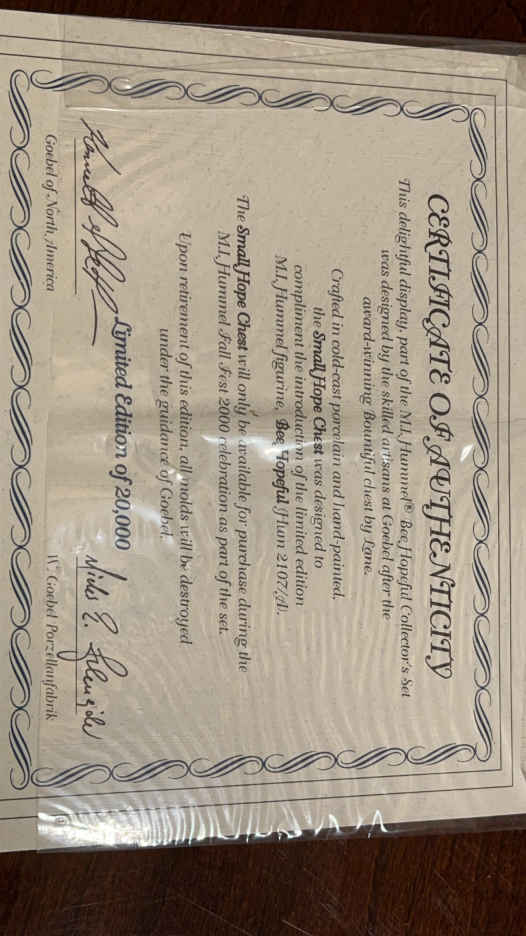 CERTIFICATE OF AUTHENTICITY
This delightful display, part of the M.I. Hummel® Bee Hopeful Collector's Set
was designed by the skilled artisans at Goebel after the
award-winning Bountiful chest by Lane.
Crafted in cold-cast porcelain and hand-painted,
the Small Hope Chest was designed to
compliment the introduction of the limited edition
M.I. Hummel figurine, Bee Hopeful (Hum 2107/A).
The Small Hope Chest will only be available for purchase during the
M.I. Hummel Fall Fest 2000 celebration as part of the set.
Upon retirement of this edition, all molds will be destroyed
under the guidance of Goebel.
Limited Edition of 20,000
Goebel of North America
W. Goebel Porzellanfabrik